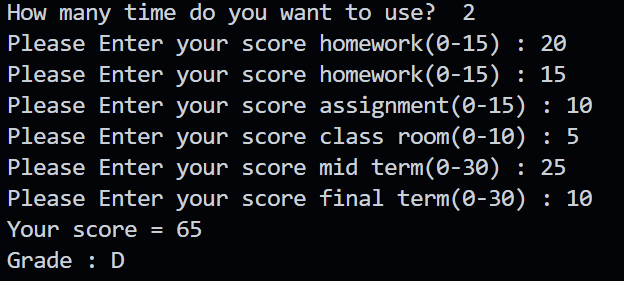 How many time do you want to use?  2
Please Enter your score homework(0-15) : 20
Please Enter your score homework(0-15) : 15
Please Enter your score assignment(0-15) : 10
Please Enter your score class room(0-10) : 5
Please Enter your score mid term(0-30) : 25
Please Enter your score final term(0-30) : 10
Your score = 65
Grade : D